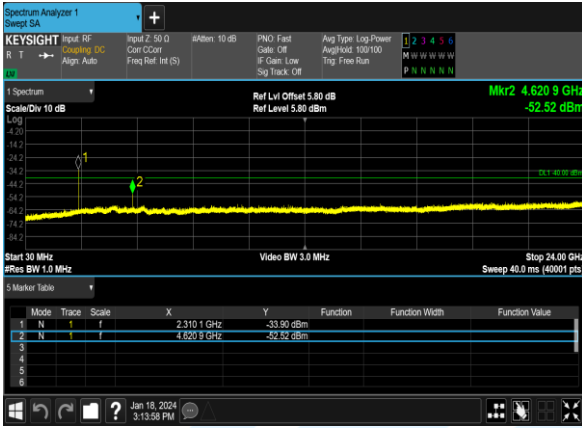 Spectrum Analyzer 1
Swept SA
KEYSIGHT Input: RF Input Z: 50 Ω #Atten: 10 dB PNO: Fast Avg Type: Log-Power 1 2 3 4 5 6
R T Coupling: DC Corr CCorr Gate: Off Avg|Hold: 100/100 M W W W W W
Align: Auto Freq Ref: Int (S) IF Gain: Low Trig: Free Run
Sig Track: Off P N N N N N
LXI
1 Spectrum Mkr2 4.620 9 GHz
Scale/Div 10 dB Ref Lvl Offset 5.80 dB -52.52 dBm
Ref Level 5.80 dBm
Log
-4.20
-14.2
-24.2 1
-34.2 DL1 -40.00 dBm
-44.2 2
-54.2
-64.2
-74.2
-84.2
Start 30 MHz Video BW 3.0 MHz Stop 24.00 GHz
#Res BW 1.0 MHz Sweep 40.0 ms (40001 pts
5 Marker Table
Mode Trace Scale X Y Function Function Width Function Value
1 N 1 f 2.310 1 GHz -33.90 dBm
2 N 1 f 4.620 9 GHz -52.52 dBm
3
4
5
6
? Jan 18, 2024
3:13:58 PM